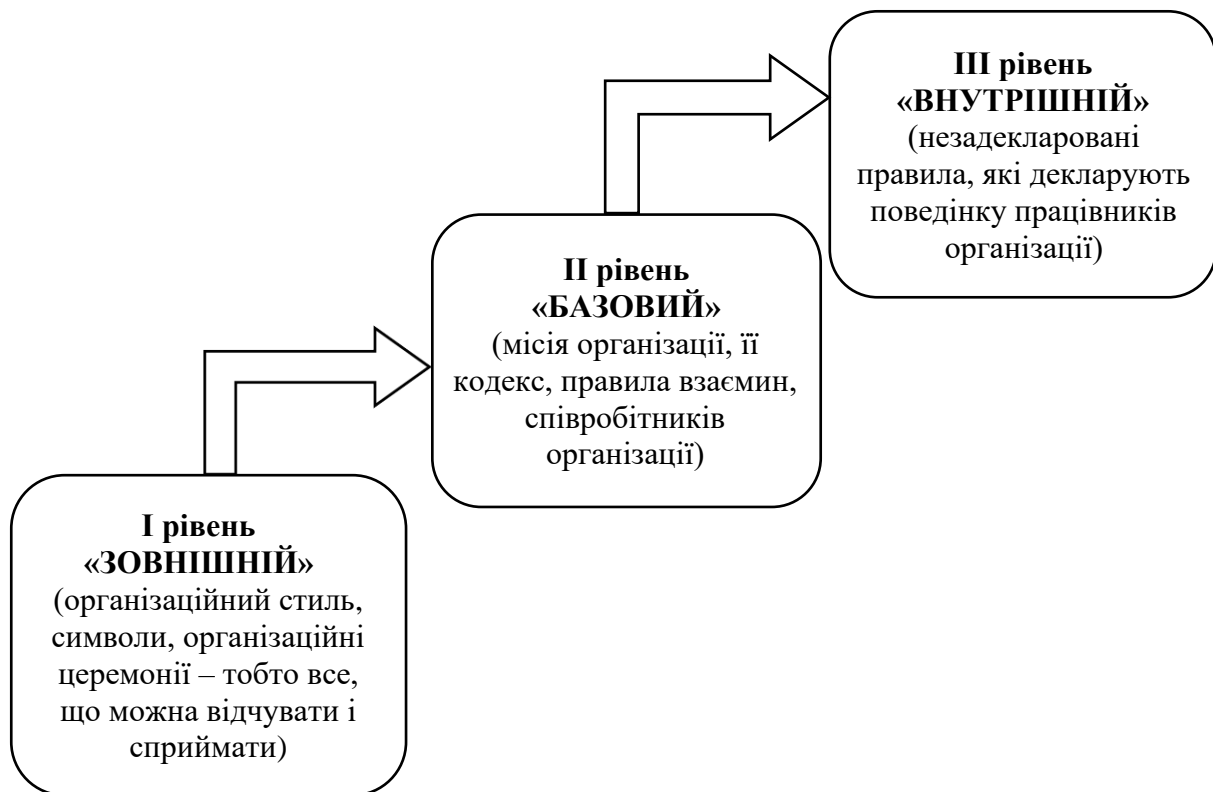 III рівень
«ВНУТРІШНІЙ»
(незадекларовані
правила, які декларують
поведінку працівників
організації)
II рівень
«БАЗОВИЙ»
(місія організації, її
кодекс, правила взаємин,
співробітників
організації)
I рівень
«ЗОВНІШНІЙ»
(організаційний стиль,
символи, організаційні
церемонії – тобто все,
що можна відчувати і
сприймати)